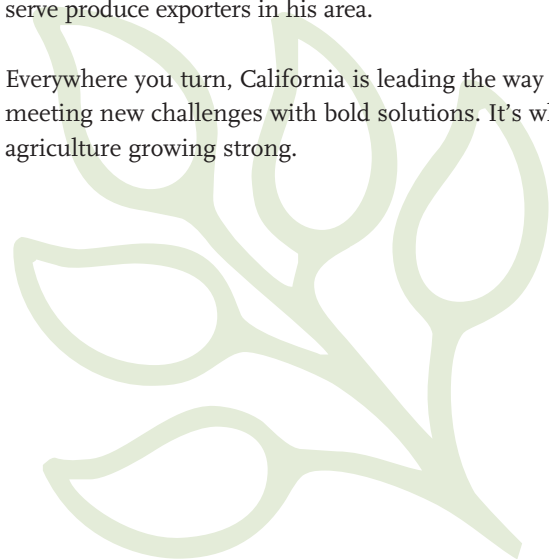 serve produce exporters in his area.
Everywhere you turn, California is leading the way
meeting new challenges with bold solutions. It’s
agriculture growing strong.